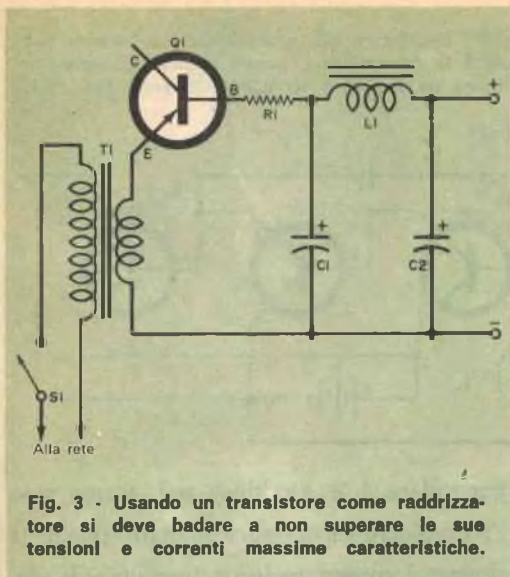 Q1
C
B
R1
L1
+
E
T1
+
C1
+
C2
-
S1
Alla rete
Fig. 3 - Usando un transistore come raddrizza-
tore si deve badare a non superare le sue
tensioni e correnti massime caratteristiche.